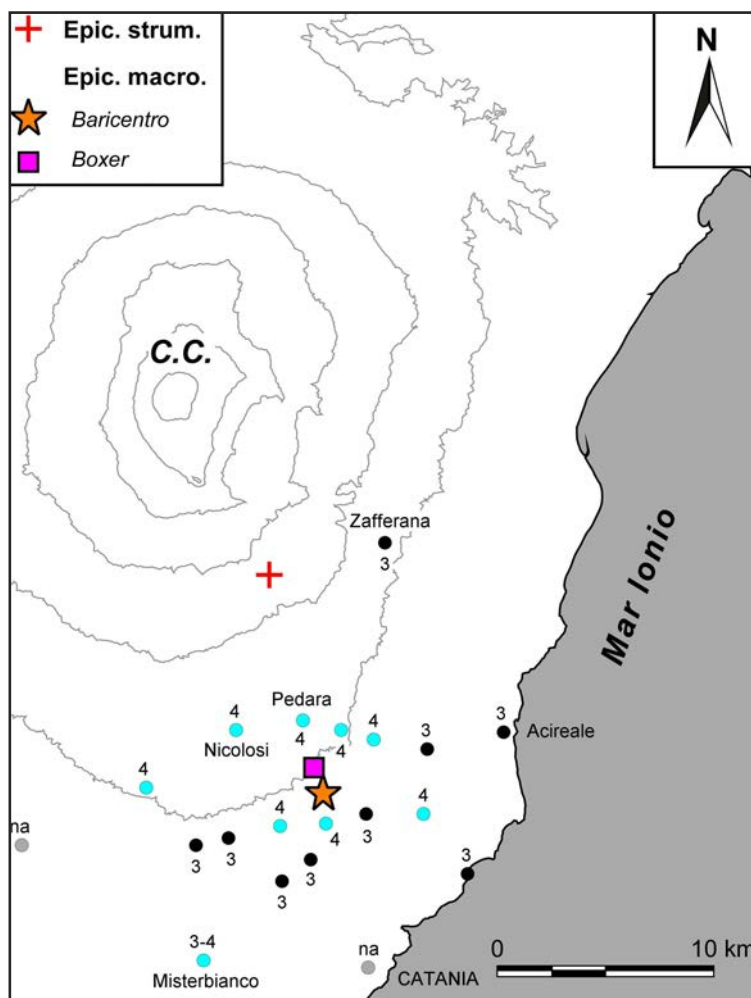 Epic. strum.
Epic. macro.
Baricentro
Boxer
N
C.C.
Zafferana
3
Mar Ionio
Pedara
4
4
4
4
Nicolosi
3
3
Acireale
4
4
4
4
3
3
3
3
3
3
na
3-4
Misterbianco
na
CATANIA
0
10 km